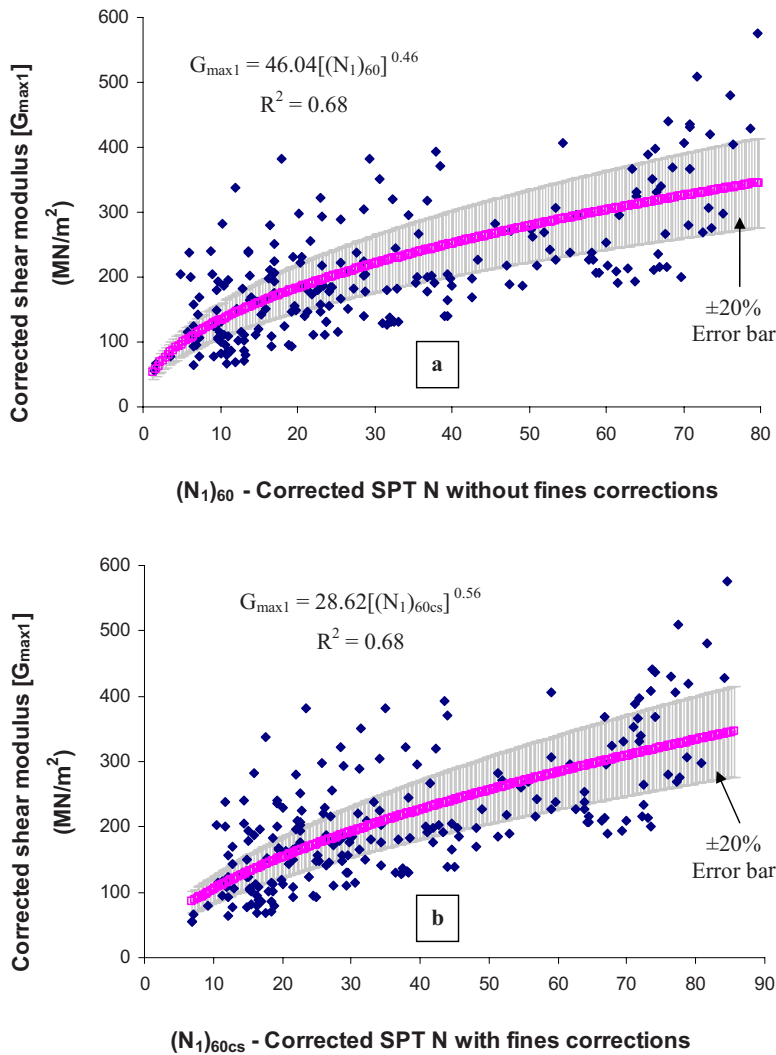 600
500
400
300
200
100
0
Corrected shear modulus [Gmax1]
(MN/m²)
Gmax1 = 46.04[(N₁)₆₀]^0.46
R² = 0.68
±20%
Error bar
a
0 10 20 30 40 50 60 70 80
(N₁)₆₀ - Corrected SPT N without fines corrections
600
500
400
300
200
100
0
Corrected shear modulus [Gmax1]
(MN/m²)
Gmax1 = 28.62[(N₁)₆₀cs]^0.56
R² = 0.68
±20%
Error bar
b
0 10 20 30 40 50 60 70 80 90
(N₁)₆₀cs - Corrected SPT N with fines corrections